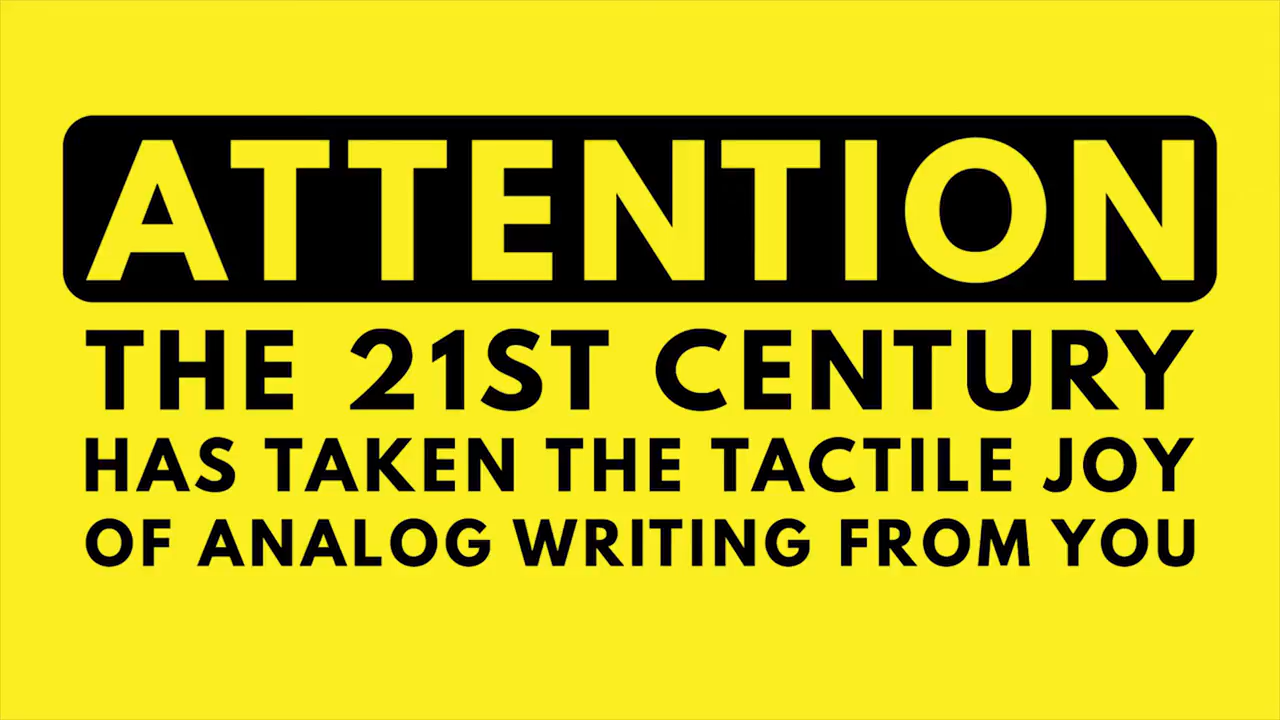 ATTENTION
THE 21ST CENTURY
HAS TAKEN THE TACTILE JOY
OF ANALOG WRITING FROM YOU